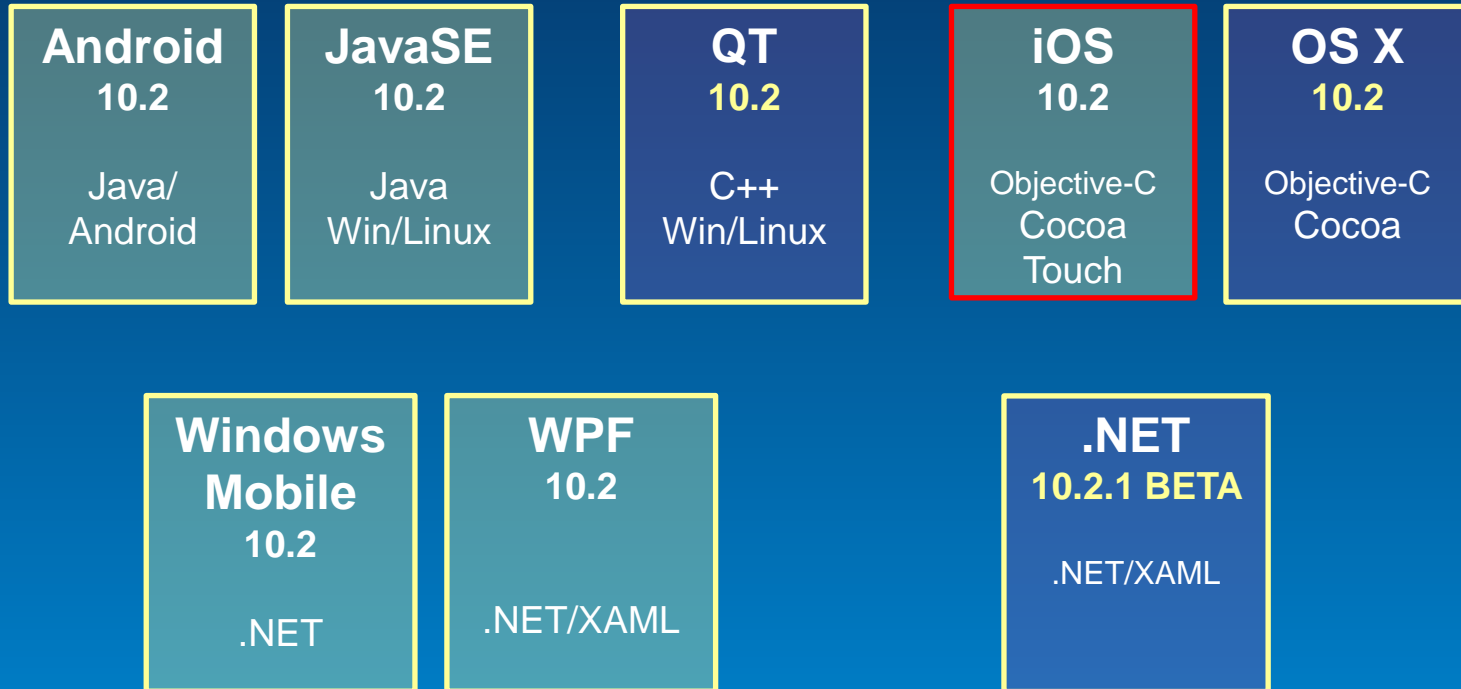 Android
10.2
Java/
Android
JavaSE
10.2
Java
Win/Linux
QT
10.2
C++
Win/Linux
iOS
10.2
Objective-C
Cocoa
Touch
OS X
10.2
Objective-C
Cocoa
Windows
Mobile
10.2
.NET
WPF
10.2
.NET/XAML
.NET
10.2.1 BETA
.NET/XAML